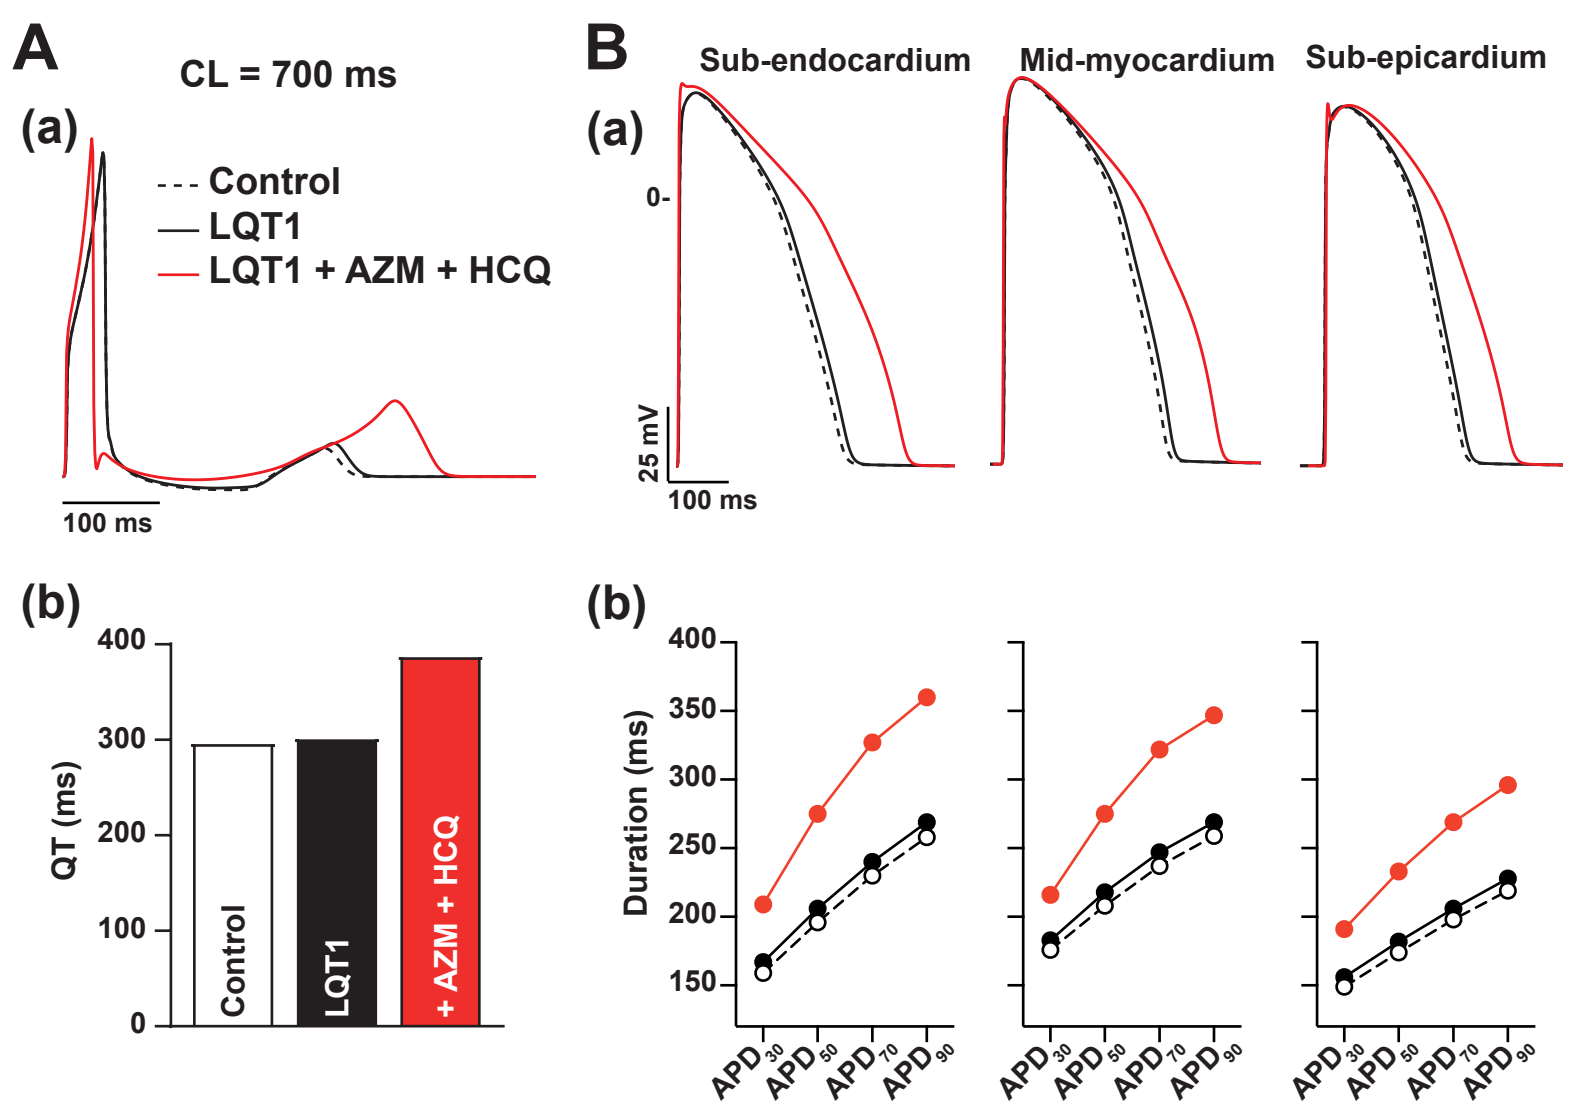 A
CL = 700 ms
(a)
Control
LQT1
LQT1 + AZM + HCQ
100 ms
(b)
QT (ms)
400
300
200
100
0
Control
LQT1
+ AZM + HCQ
B
Sub-endocardium
Mid-myocardium
Sub-epicardium
(a)
0-
25 mV
100 ms
(b)
Duration (ms)
400
350
300
250
200
150
APD30
APD50
APD70
APD90
APD30
APD50
APD70
APD90
APD30
APD50
APD70
APD90